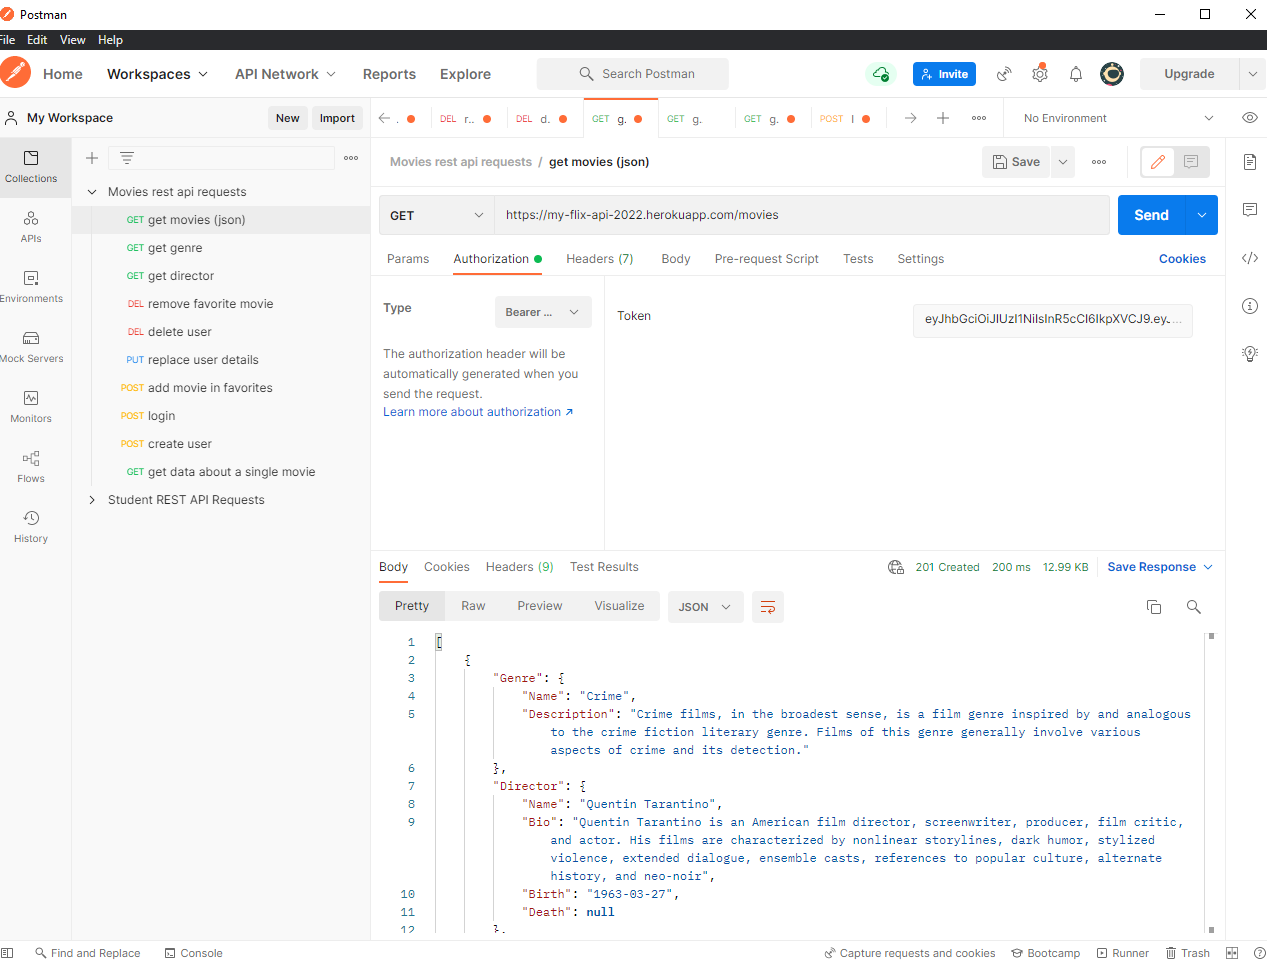 Postman
File Edit View Help
Home Workspaces API Network Reports Explore Search Postman Invite Upgrade
My Workspace New Import . DEL r.. DEL d. GET g. GET g. GET g. POST No Environment
Collections
APIs
Environments
Mock Servers
Monitors
Flows
History
Movies rest api requests
GET get movies (json)
GET get genre
GET get director
DEL remove favorite movie
DEL delete user
PUT replace user details
POST add movie in favorites
POST login
POST create user
GET get data about a single movie
Student REST API Requests
Movies rest api requests / get movies (json) Save
GET https://my-flix-api-2022.herokuapp.com/movies Send
Params Authorization Headers (7) Body Pre-request Script Tests Settings Cookies
Type Bearer ...
The authorization header will be
automatically generated when you
send the request.
Learn more about authorization ↗
Token
Body Cookies Headers (9) Test Results 201 Created 200 ms 12.99 KB Save Response
Pretty Raw Preview Visualize JSON
1 [
2 {
3 "Genre": {
4 "Name": "Crime",
5 "Description": "Crime films, in the broadest sense, is a film genre inspired by and analogous
to the crime fiction literary genre. Films of this genre generally involve various
aspects of crime and its detection."
6 },
7 "Director": {
8 "Name": "Quentin Tarantino",
9 "Bio": "Quentin Tarantino is an American film director, screenwriter, producer, film critic,
and actor. His films are characterized by nonlinear storylines, dark humor, stylized
violence, extended dialogue, ensemble casts, references to popular culture, alternate
history, and neo-noir",
10 "Birth": "1963-03-27",
11 "Death": null
12 },
Find and Replace Console Capture requests and cookies Bootcamp Runner Trash